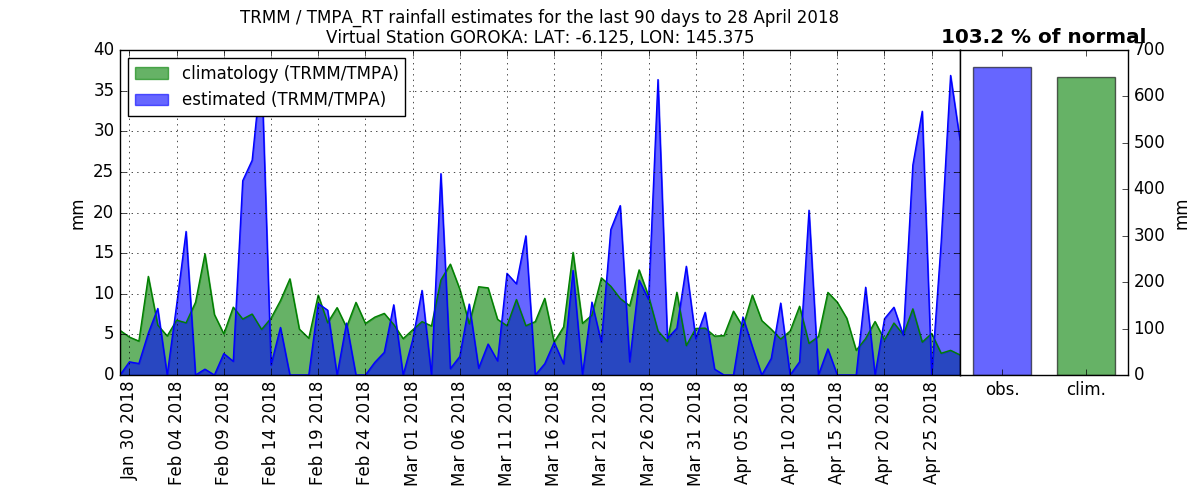 TRMM / TMPA_RT rainfall estimates for the last 90 days to 28 April 2018
Virtual Station GOROKA: LAT: -6.125, LON: 145.375
103.2 % of normal
climatology (TRMM/TMPA)
estimated (TRMM/TMPA)
mm
40
35
30
25
20
15
10
5
0
Jan 30 2018
Feb 04 2018
Feb 09 2018
Feb 14 2018
Feb 19 2018
Feb 24 2018
Mar 01 2018
Mar 06 2018
Mar 11 2018
Mar 16 2018
Mar 21 2018
Mar 26 2018
Mar 31 2018
Apr 05 2018
Apr 10 2018
Apr 15 2018
Apr 20 2018
Apr 25 2018
obs.
clim.
700
600
500
400
300
200
100
0
mm